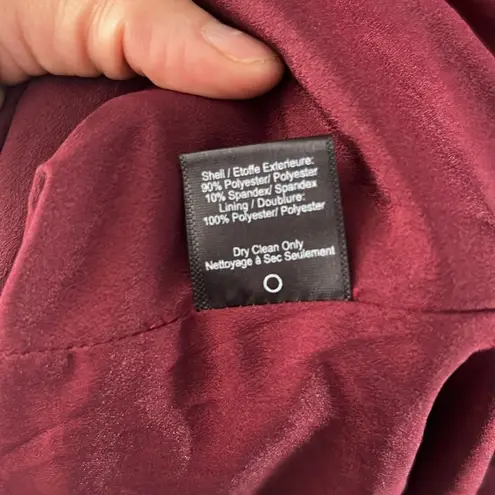 Shell / Etoffe Exterieure:
90% Polyester/ Polyester
10% Spandex/ Spandex
Lining / Doublure:
100% Polyester/ Polyester
Dry Clean Only
Nettoyage à Sec Seulement